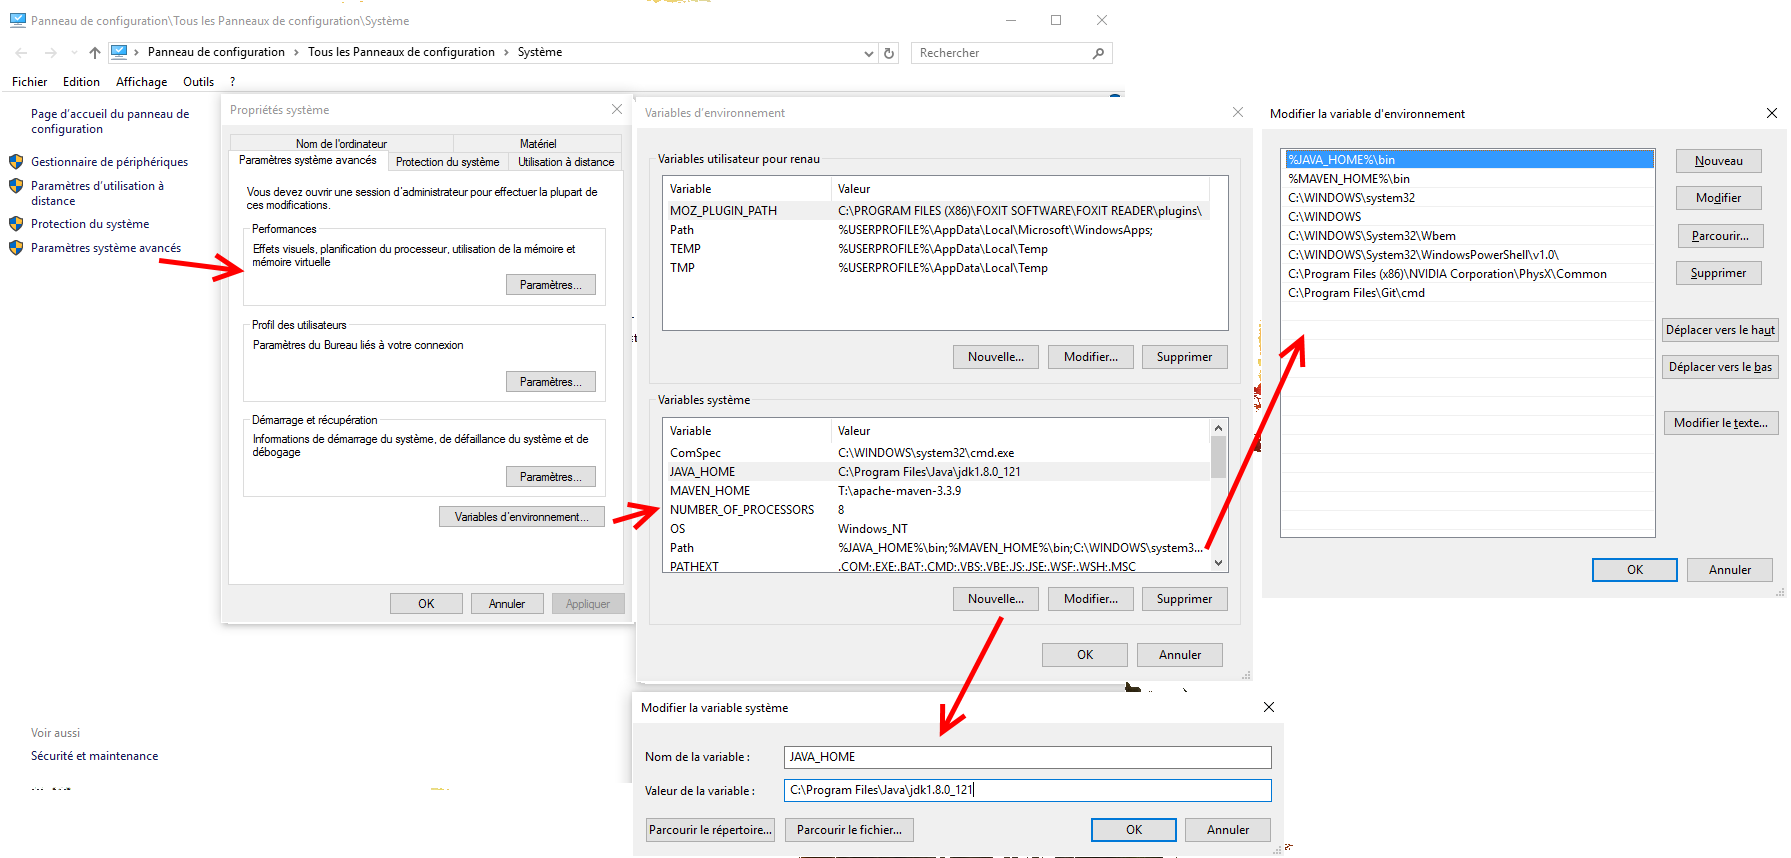 Panneau de configuration\Tous les Panneaux de configuration\Système
Panneau de configuration > Tous les Panneaux de configuration > Système
Rechercher
Fichier Edition Affichage Outils ?
Page d'accueil du panneau de
configuration
Gestionnaire de périphériques
Paramètres d'utilisation à
distance
Protection du système
Paramètres système avancés
Voir aussi
Sécurité et maintenance
Propriétés système
Nom de l'ordinateur Matériel
Paramètres système avancés Protection du système Utilisation à distance
Vous devez ouvrir une session d'administrateur pour effectuer la plupart de
ces modifications.
Performances
Effets visuels, planification du processeur, utilisation de la mémoire et
mémoire virtuelle
Paramètres...
Profil des utilisateurs
Paramètres du Bureau liés à votre connexion
Paramètres...
Démarrage et récupération
Informations de démarrage du système, de défaillance du système et de
débogage
Paramètres...
Variables d'environnement...
OK Annuler Appliquer
Variables d'environnement
Variables utilisateur pour renau
Variable Valeur
MOZ_PLUGIN_PATH C:\PROGRAM FILES (X86)\FOXIT SOFTWARE\FOXIT READER\plugins\
Path %USERPROFILE%\AppData\Local\Microsoft\WindowsApps;
TEMP %USERPROFILE%\AppData\Local\Temp
TMP %USERPROFILE%\AppData\Local\Temp
Nouvelle... Modifier... Supprimer
Variables système
Variable Valeur
ComSpec C:\WINDOWS\system32\cmd.exe
JAVA_HOME C:\Program Files\Java\jdk1.8.0_121
MAVEN_HOME T:\apache-maven-3.3.9
NUMBER_OF_PROCESSORS 8
OS Windows_NT
Path %JAVA_HOME%\bin;%MAVEN_HOME%\bin;C:\WINDOWS\system3...
PATHEXT .COM;.EXE;.BAT;.CMD;.VBS;.VBE;.JS;.JSE;.WSF;.WSH;.MSC
Nouvelle... Modifier... Supprimer
OK Annuler
Modifier la variable système
Nom de la variable : JAVA_HOME
Valeur de la variable : C:\Program Files\Java\jdk1.8.0_121
Parcourir le répertoire... Parcourir le fichier... OK Annuler
Modifier la variable d'environnement
%JAVA_HOME%\bin
%MAVEN_HOME%\bin
C:\WINDOWS\system32
C:\WINDOWS
C:\WINDOWS\System32\Wbem
C:\WINDOWS\System32\WindowsPowerShell\v1.0\
C:\Program Files (x86)\NVIDIA Corporation\PhysX\Common
C:\Program Files\Git\cmd
Nouveau
Modifier
Parcourir...
Supprimer
Déplacer vers le haut
Déplacer vers le bas
Modifier le texte...
OK Annuler